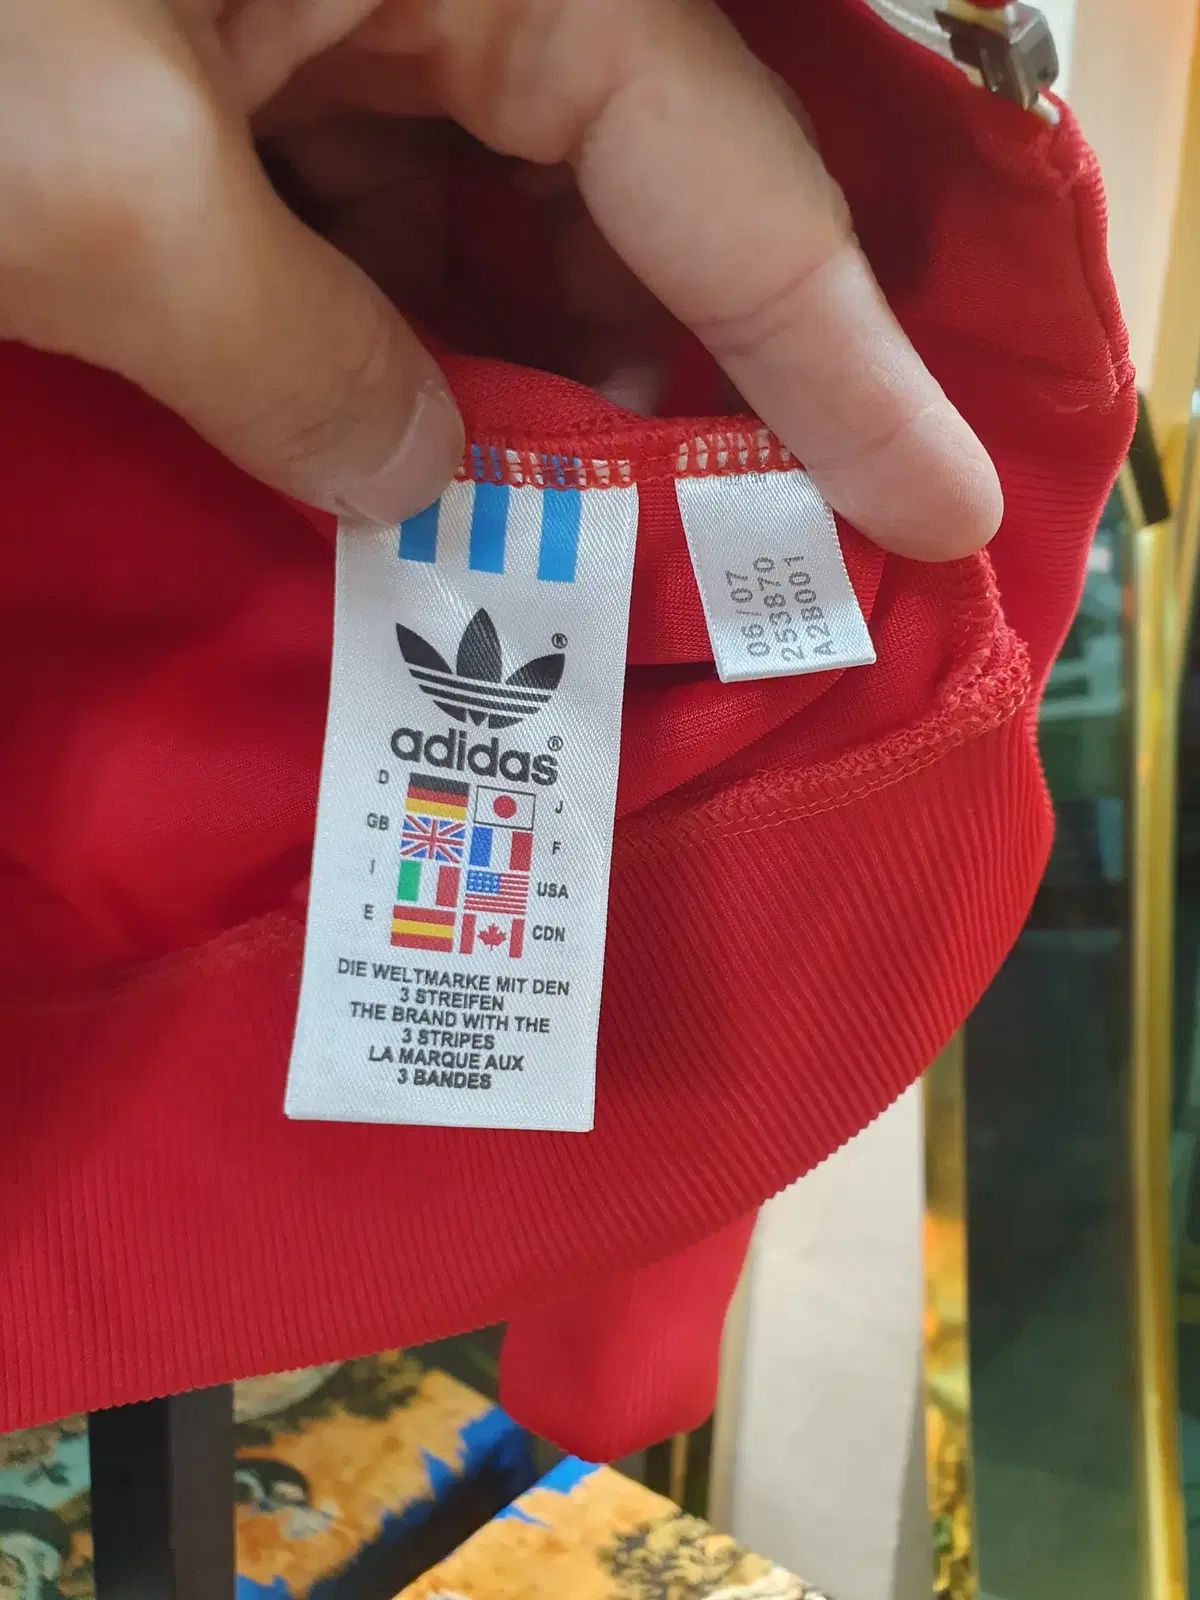 ®
adidas®
D
J
GB
F
I
USA
E
CDN
DIE WELTMARKE MIT DEN
3 STREIFEN
THE BRAND WITH THE
3 STRIPES
LA MARQUE AUX
3 BANDES
06/07
253870
A2B001